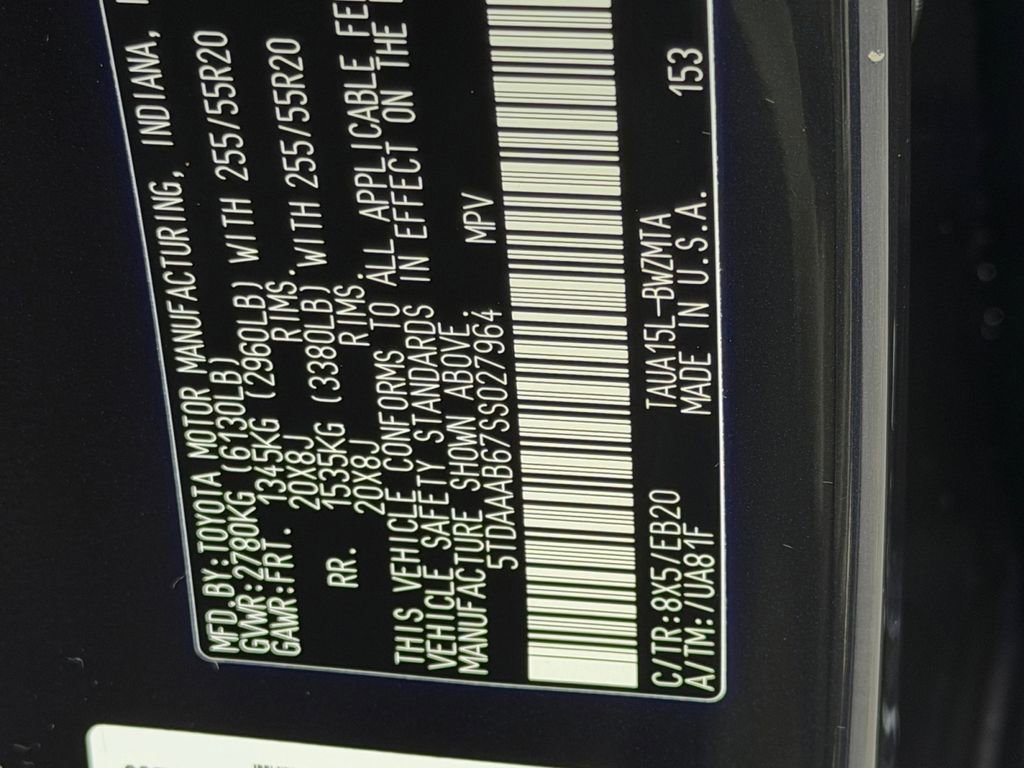 MFD.BY:TOYOTA MOTOR MANUFACTURING, INDIANA,
GVWR:2780KG (6130LB)
GAWR:FRT. 1345KG (2960LB) WITH 255/55R20
20X8J RIMS.
RR. 1535KG (3380LB) WITH 255/55R20
20X8J RIMS.
THIS VEHICLE CONFORMS TO ALL APPLICABLE
VEHICLE SAFETY STANDARDS IN EFFECT ON THE
MANUFACTURE SHOWN ABOVE.
5TDAAAB67SS027964 MPV
C/TR:8X5/EB20 TAUA15L-BWZMTA 153
A/TM:/UA81F MADE IN U.S.A.